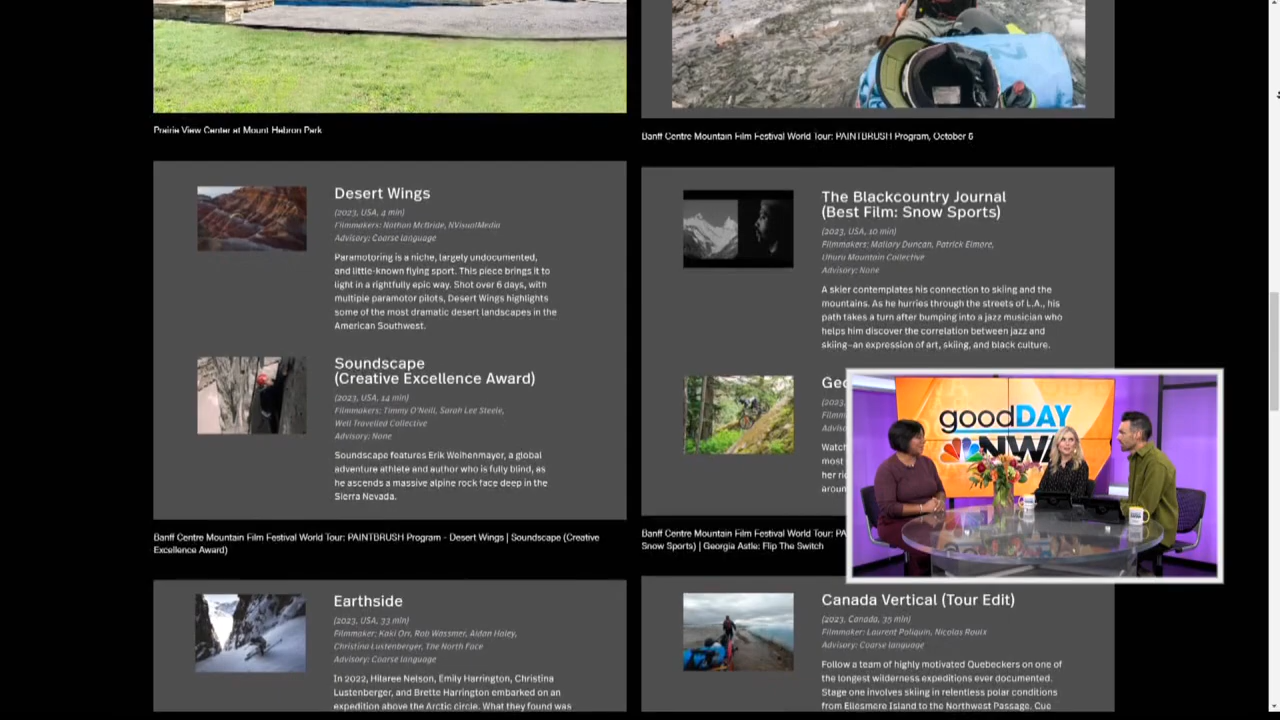 Prairie View Center at Mount Hebron Park
Banff Centre Mountain Film Festival World Tour: PAINTBRUSH Program, October 5
Desert Wings
(2023, USA, 4 min)
Filmmakers: Nathan McBride, NVisualMedia
Advisory: Coarse language
Paramotoring is a niche, largely undocumented,
and little-known flying sport. This piece brings it to
light in a rightfully epic way. Shot over 6 days, with
multiple paramotor pilots, Desert Wings highlights
some of the most dramatic desert landscapes in the
American Southwest.
Soundscape
(Creative Excellence Award)
(2023, USA, 14 min)
Filmmakers: Timmy O'Neill, Sarah Lee Steele,
Well Travelled Collective
Advisory: None
Soundscape features Erik Weihenmayer, a global
adventure athlete and author who is fully blind, as
he ascends a massive alpine rock face deep in the
Sierra Nevada.
Banff Centre Mountain Film Festival World Tour: PAINTBRUSH Program - Desert Wings | Soundscape (Creative
Excellence Award)
The Blackcountry Journal
(Best Film: Snow Sports)
(2023, USA, 10 min)
Filmmakers: Mallory Duncan, Patrick Elmore,
Uhuru Mountain Collective
Advisory: None
A skier contemplates his connection to skiing and the
mountains. As he hurries through the streets of L.A., his
path takes a turn after bumping into a jazz musician who
helps him discover the correlation between jazz and
skiing—an expression of art, skiing, and black culture.
Geo
(2023,
Filmm
Advis
Watch
most
her ri
aroun
Banff Centre Mountain Film Festival World Tour: PA
Snow Sports) | Georgia Astle: Flip The Switch
goodDAY
NWA
Earthside
(2023, USA, 33 min)
Filmmaker: Kaki Orr, Rob Wassmer, Aidan Haley,
Christina Lustenberger, The North Face
Advisory: Coarse language
In 2022, Hilaree Nelson, Emily Harrington, Christina
Lustenberger, and Brette Harrington embarked on an
expedition above the Arctic circle. What they found was
Canada Vertical (Tour Edit)
(2023, Canada, 35 min)
Filmmaker: Laurent Poliquin, Nicolas Roulx
Advisory: Coarse language
Follow a team of highly motivated Quebeckers on one of
the longest wilderness expeditions ever documented.
Stage one involves skiing in relentless polar conditions
from Ellesmere Island to the Northwest Passage. Cue